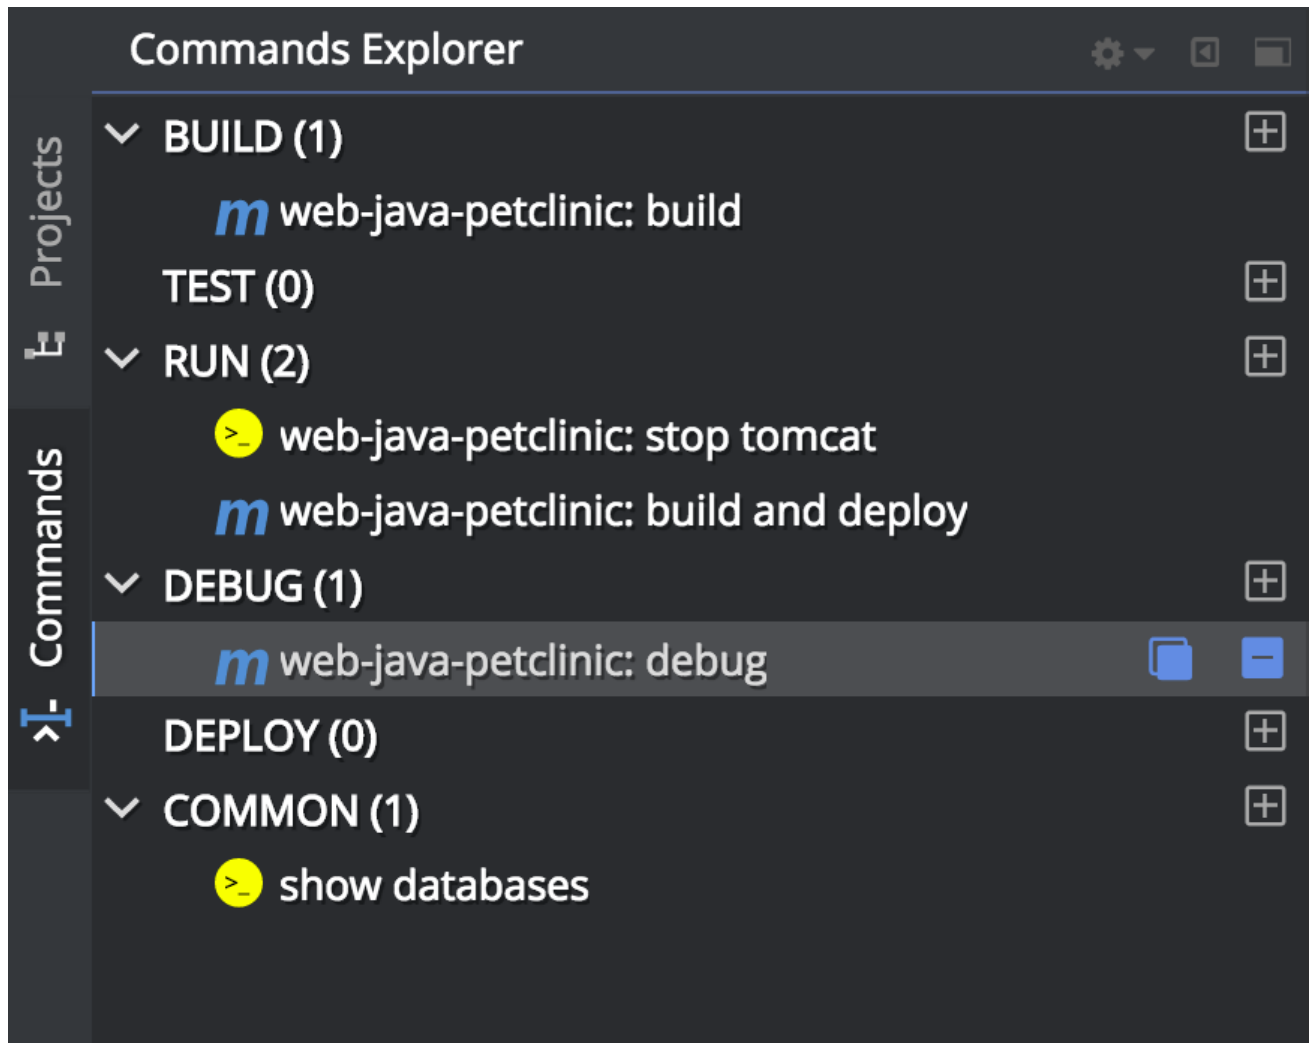 Commands Explorer
Projects
Commands
BUILD (1)
m web-java-petclinic: build
TEST (0)
RUN (2)
>_ web-java-petclinic: stop tomcat
m web-java-petclinic: build and deploy
DEBUG (1)
m web-java-petclinic: debug
DEPLOY (0)
COMMON (1)
>_ show databases